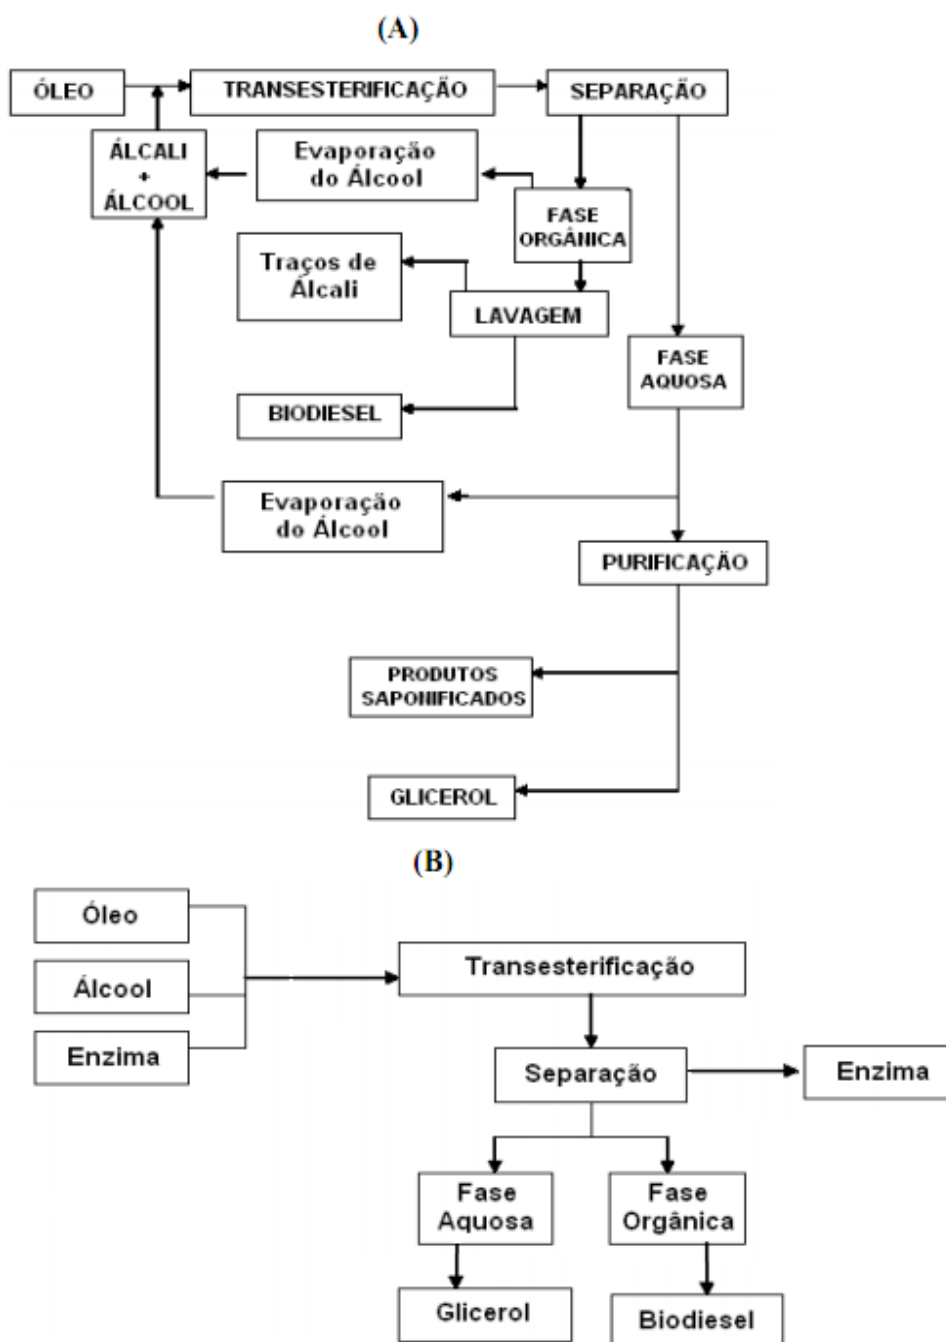 (A)
ÓLEO
TRANSESTERIFICAÇÃO
SEPARAÇÃO
ÁLCALI
+
ÁLCOOL
Evaporação
do Álcool
FASE
ORGÂNICA
Traços de
Álcali
LAVAGEM
FASE
AQUOSA
BIODIESEL
Evaporação
do Álcool
PURIFICAÇÃO
PRODUTOS
SAPONIFICADOS
GLICEROL
(B)
Óleo
Álcool
Enzima
Transesterificação
Separação
Enzima
Fase
Aquosa
Fase
Orgânica
Glicerol
Biodiesel